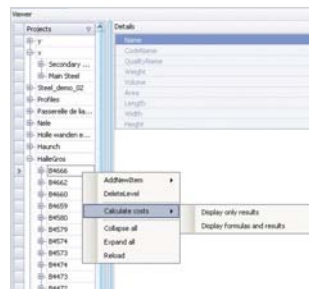 Viewer
Projects
Details
y
x
Secondary ...
Main Steel
Steel_demo_02
Profiles
Passerelle de lia...
Nele
Holle wanden e...
Haunch
HalleGros
B4666
B4662
B4660
B4659
B4580
B4579
B4574
B4573
B4474
B4473
B4472
Name
CodeName
QualityName
Weight
Volume
Area
Length
Width
Height
AddNewItem
DeleteLevel
Calculate costs
Collapse all
Expand all
Reload
Display only results
Display formulas and results